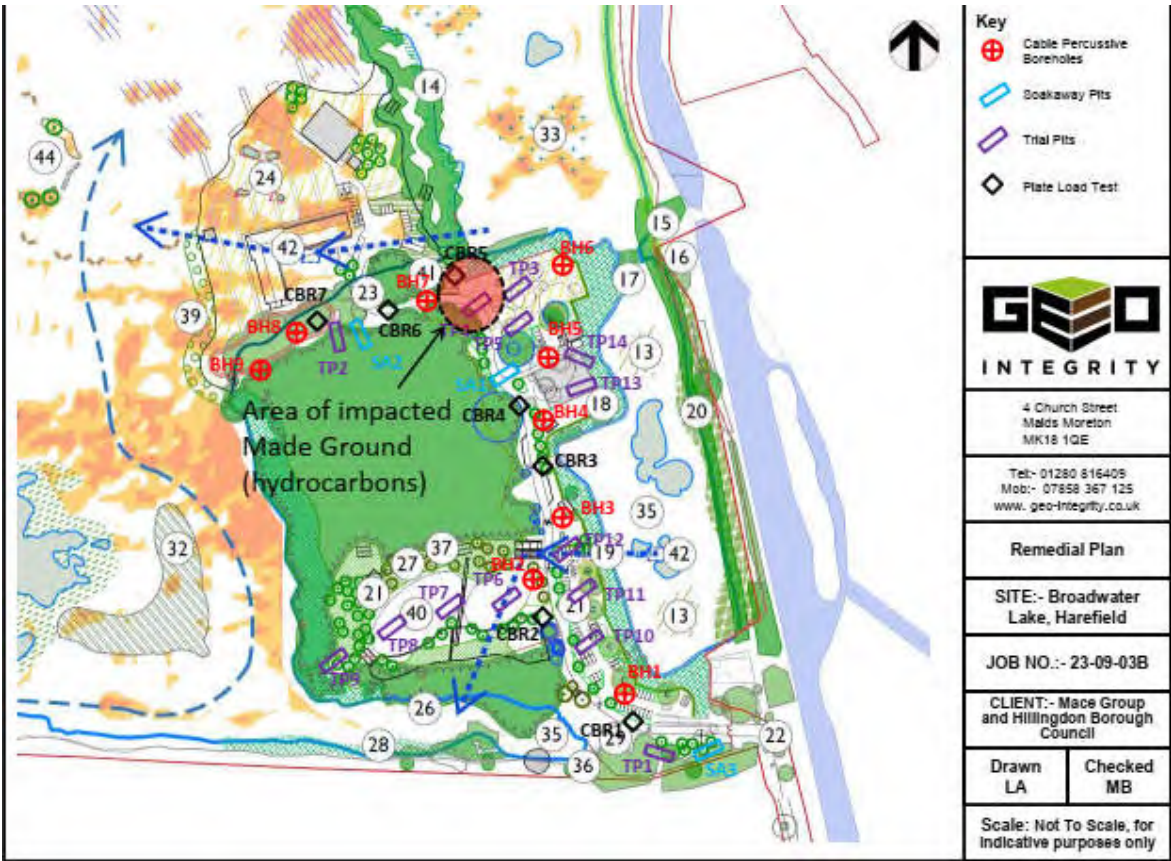 14
33
44
24
15
16
42
BH6
CBR5
17
41
TP3
CBR7
23
BH7
39
BH8
CBR6
TP4
TP5
BH5
TP14
13
TP2
SA2
BH9
TP13
SA1
18
CBR4
BH4
20
Area of impacted
Made Ground
(hydrocarbons)
CBR3
BH3
35
32
37
27
TP12
19
42
BH2
TP6
21
TP7
40
21
TP11
13
CBR2
TP8
TP10
TP9
BH1
26
CBR1
35
29
28
22
36
TP1
SA3
Key
Cable Percussive
Boreholes
Soakaway Pits
Trial Pits
Plate Load Test
GEO
INTEGRITY
4 Church Street
Maids Moreton
MK18 1QE
Tel:- 01280 816409
Mob:- 07858 367 125
www. geo-integrity.co.uk
Remedial Plan
SITE:- Broadwater
Lake, Harefield
JOB NO.:- 23-09-03B
CLIENT:- Mace Group
and Hillingdon Borough
Council
Drawn
LA
Checked
MB
Scale: Not To Scale, for
indicative purposes only